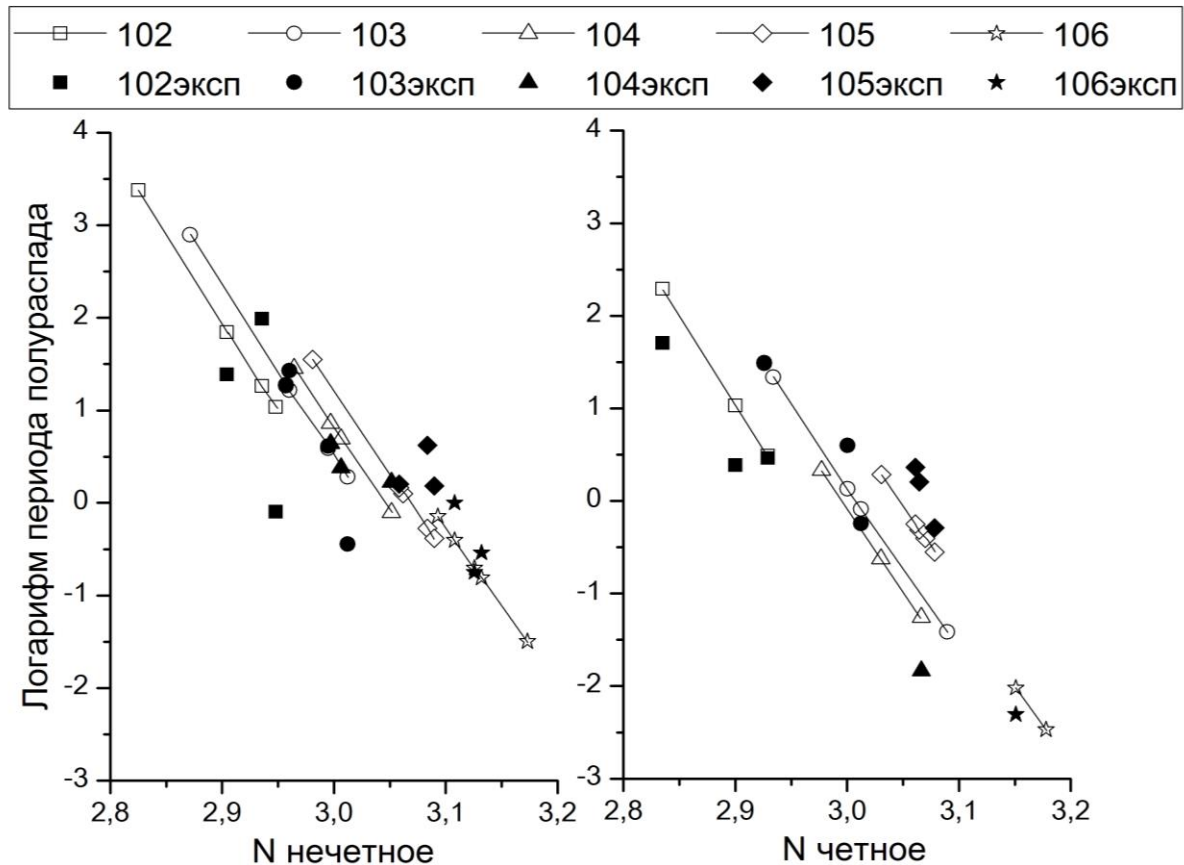 102 103 104 105 106
102эксп 103эксп 104эксп 105эксп 106эксп
Логарифм периода полураспада
4
3
2
1
0
-1
-2
-3
2,8 2,9 3,0 3,1 3,2
N нечетное
4
3
2
1
0
-1
-2
-3
2,8 2,9 3,0 3,1 3,2
N четное